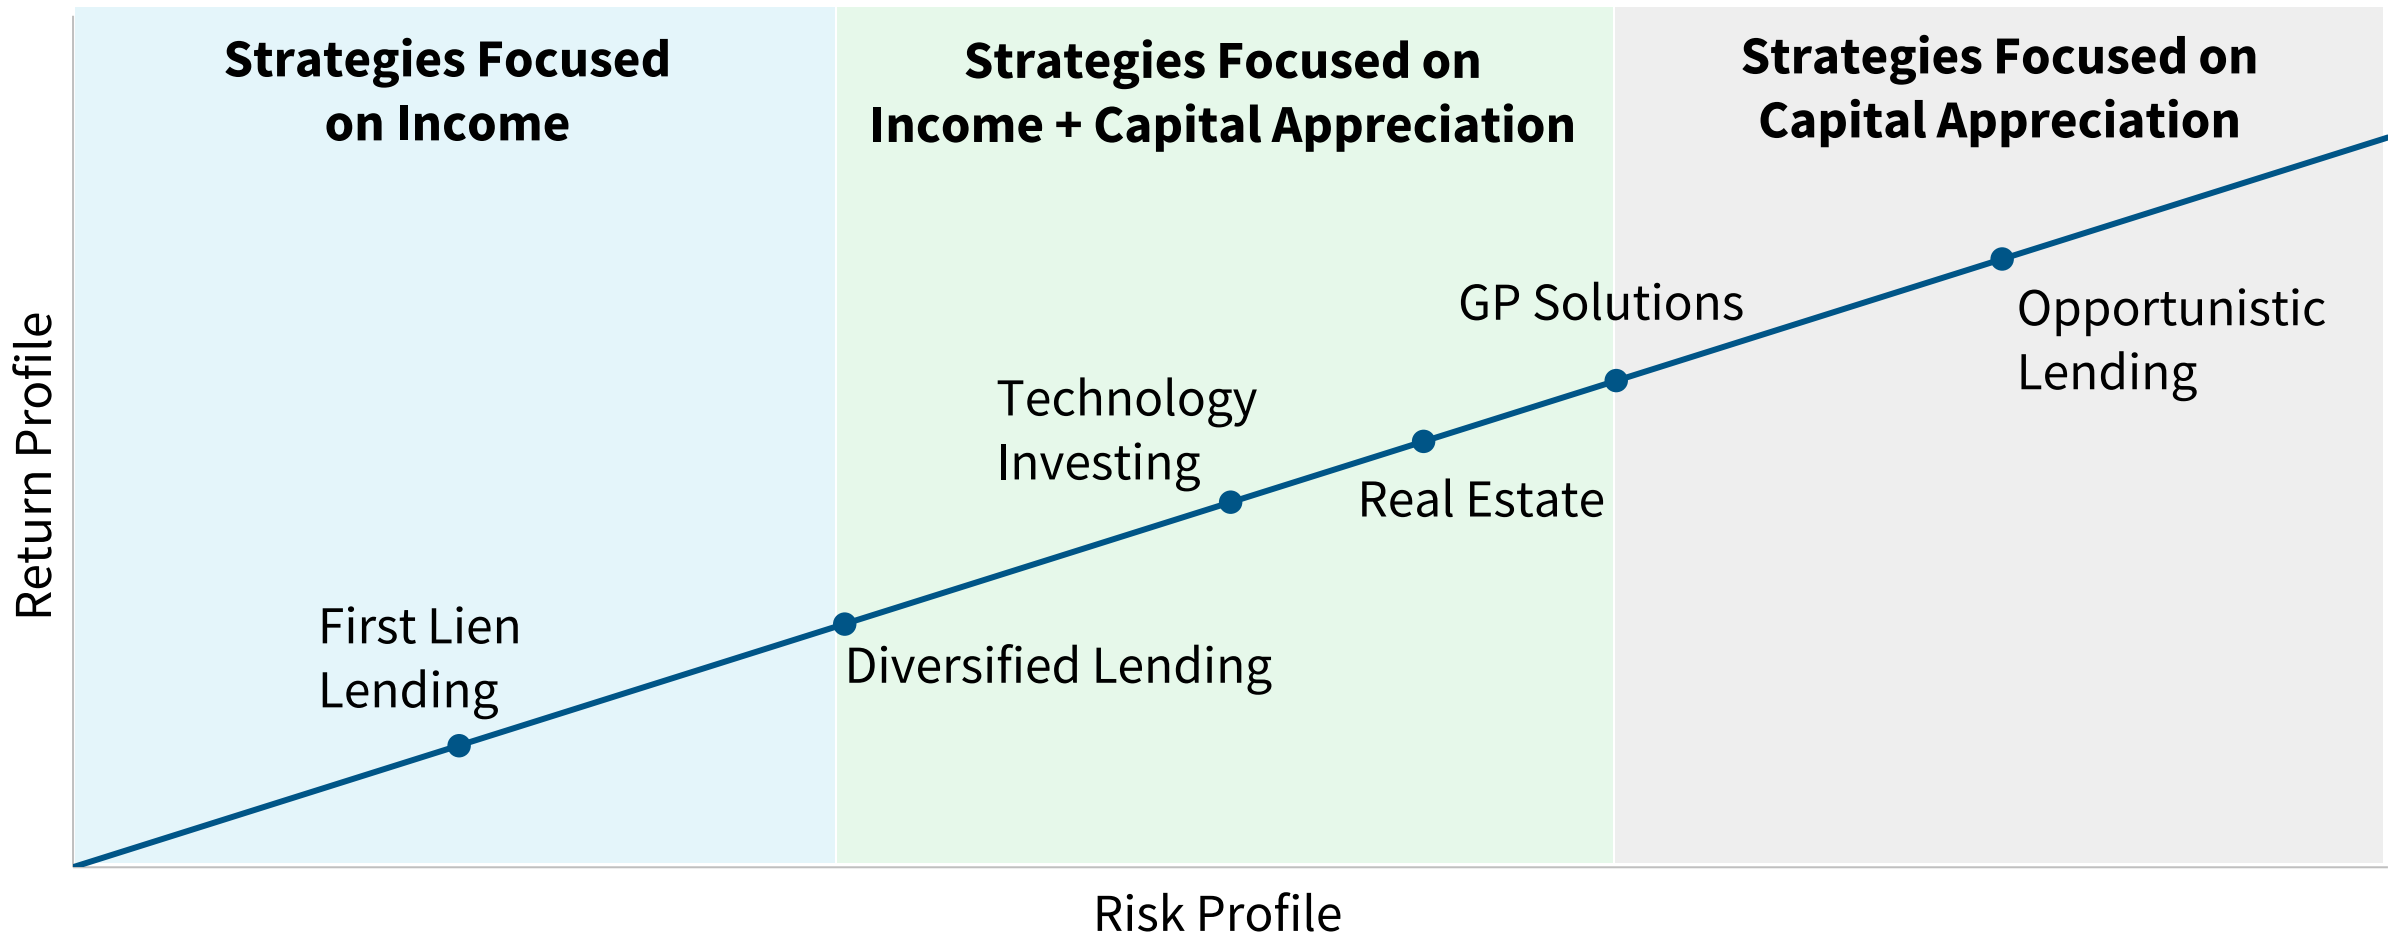 Strategies Focused
on Income
Strategies Focused on
Income + Capital Appreciation
Strategies Focused on
Capital Appreciation
Return Profile
First Lien
Lending
Diversified Lending
Technology
Investing
Real Estate
GP Solutions
Opportunistic
Lending
Risk Profile